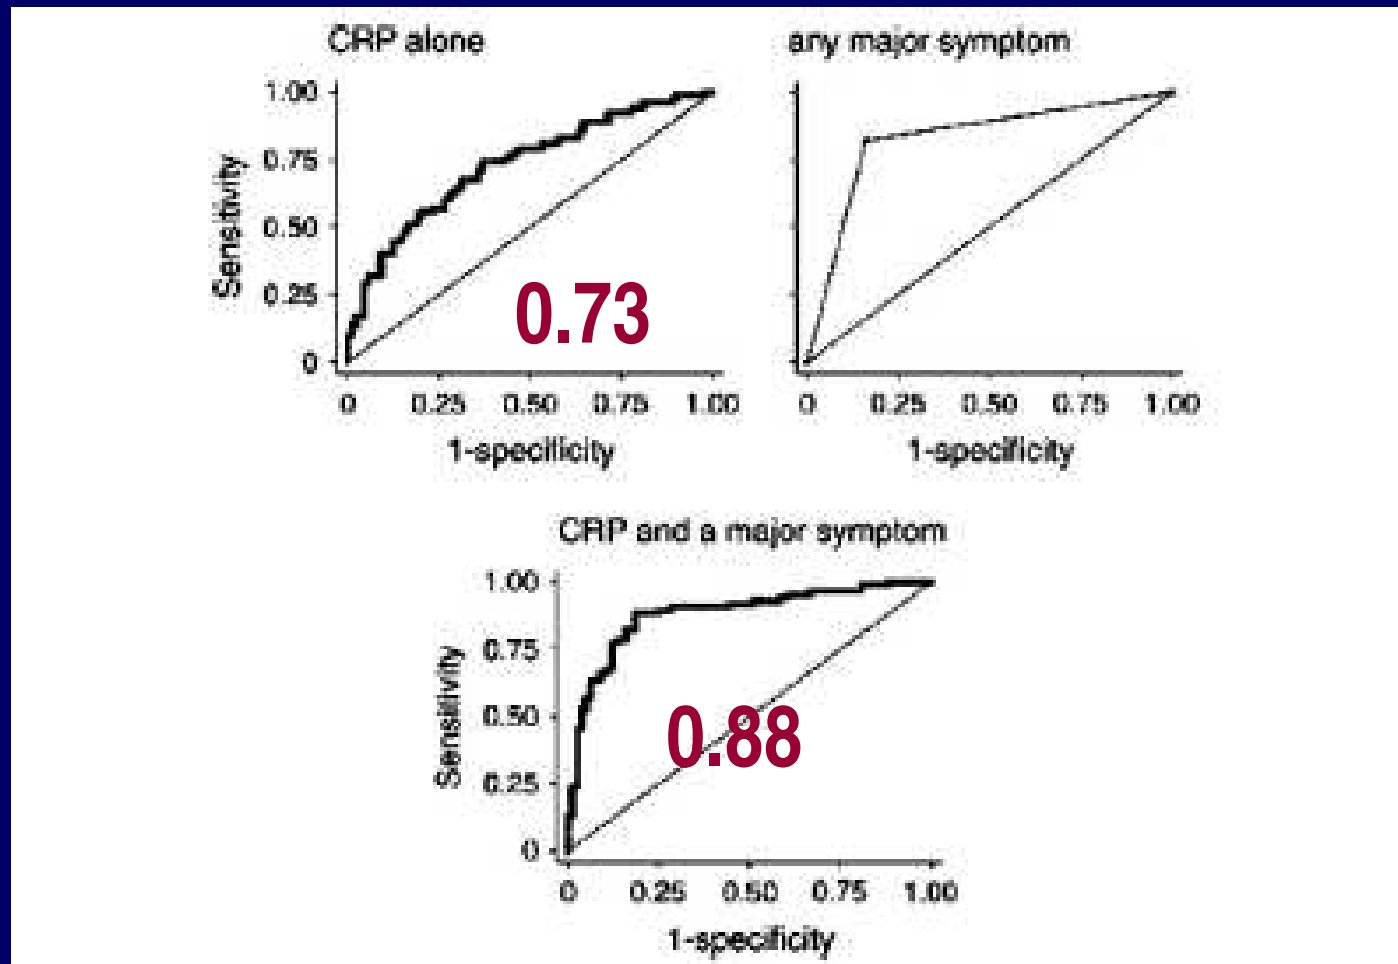 CRP alone
1.00
0.75
0.50
0.25
0
Sensitivity
0.73
0 0.25 0.50 0.75 1.00
1-specificity
any major symptom
0 0.25 0.50 0.75 1.00
1-specificity
CRP and a major symptom
1.00
0.75
0.50
0.25
0
Sensitivity
0.88
0 0.25 0.50 0.75 1.00
1-specificity